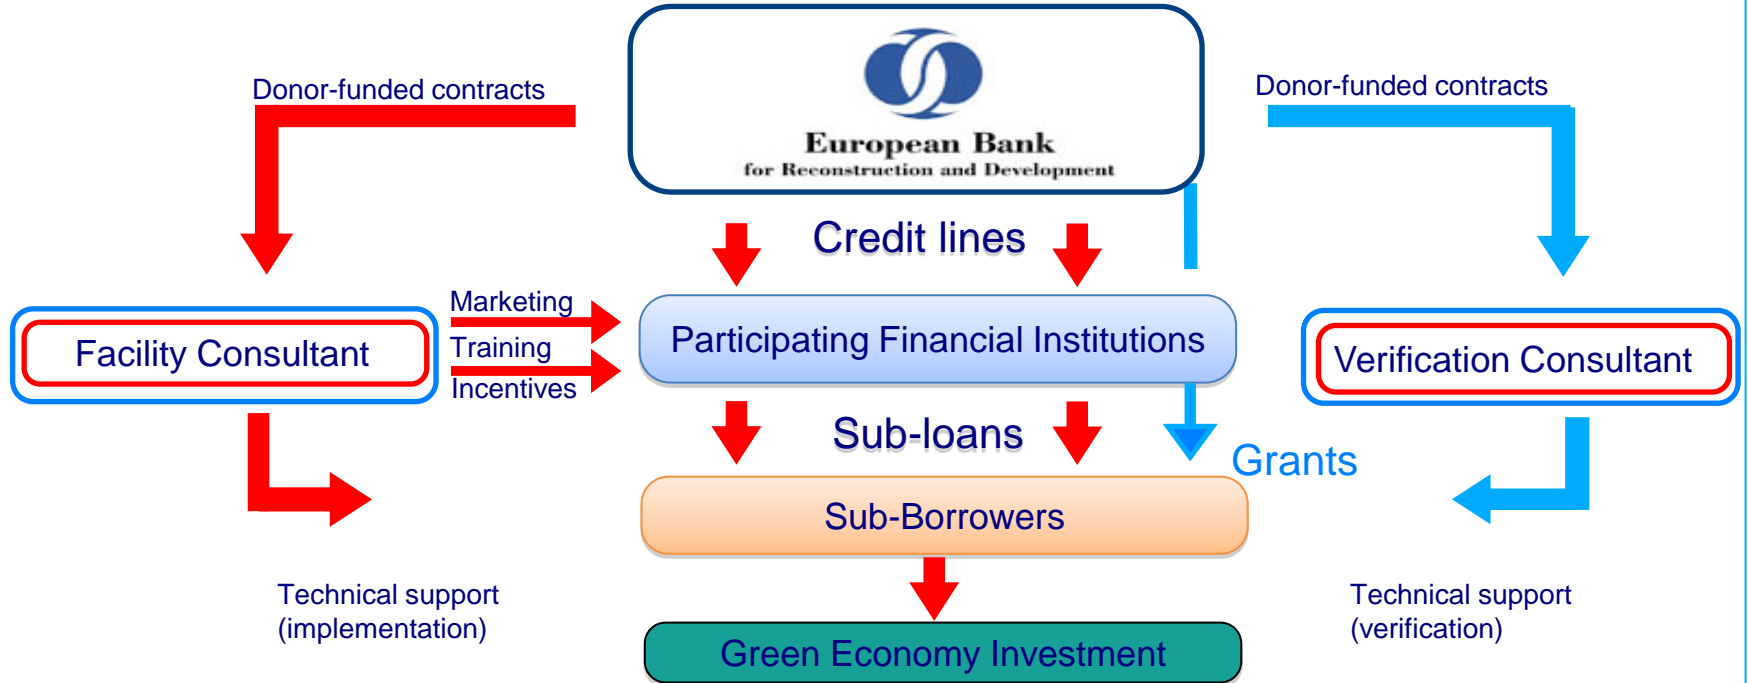 Donor-funded contracts
European Bank
for Reconstruction and Development
Donor-funded contracts
Credit lines
Marketing
Training
Incentives
Facility Consultant
Participating Financial Institutions
Verification Consultant
Sub-loans
Grants
Sub-Borrowers
Technical support
(implementation)
Technical support
(verification)
Green Economy Investment